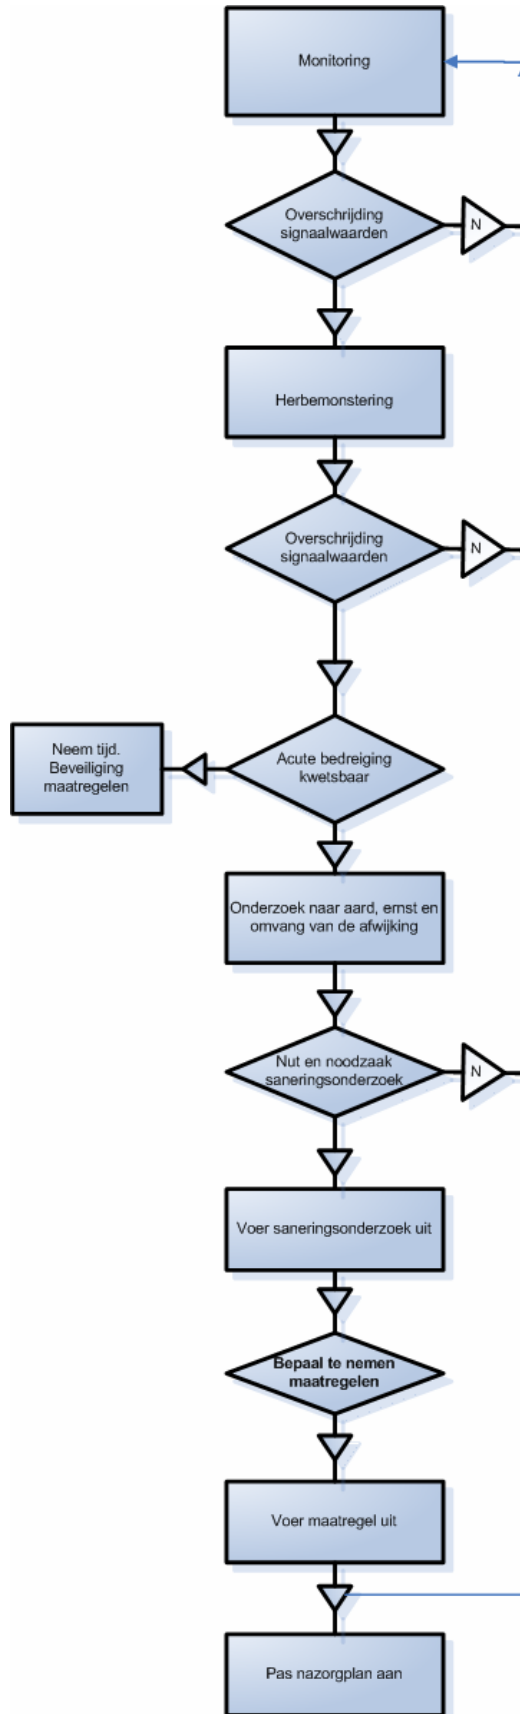 Monitoring
Overschrijding
signaalwaarden
N
Herbemonstering
Overschrijding
signaalwaarden
N
Neem tijd.
Beveiliging
maatregelen
Acute bedreiging
kwetsbaar
Onderzoek naar aard, ernst en
omvang van de afwijking
Nut en noodzaak
saneringsonderzoek
N
Voer saneringsonderzoek uit
Bepaal te nemen
maatregelen
Voer maatregel uit
Pas nazorgplan aan